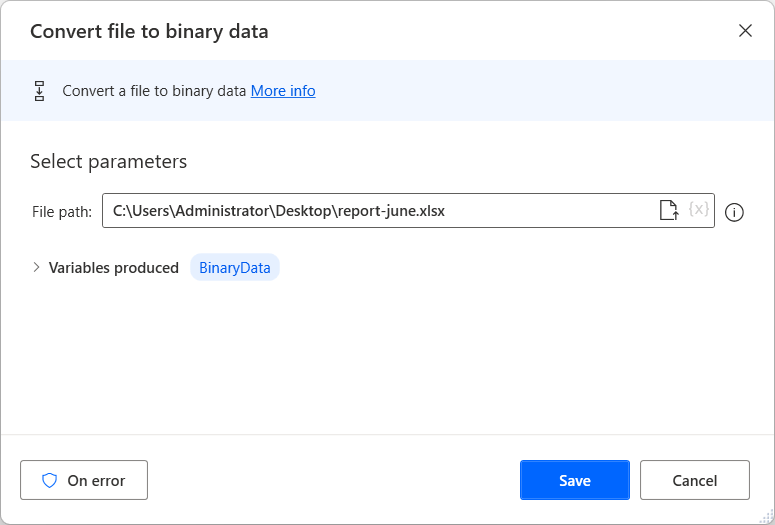 Convert file to binary data
Convert a file to binary data More info
Select parameters
File path: C:\Users\Administrator\Desktop\report-june.xlsx {x}
Variables produced BinaryData
On error Save Cancel